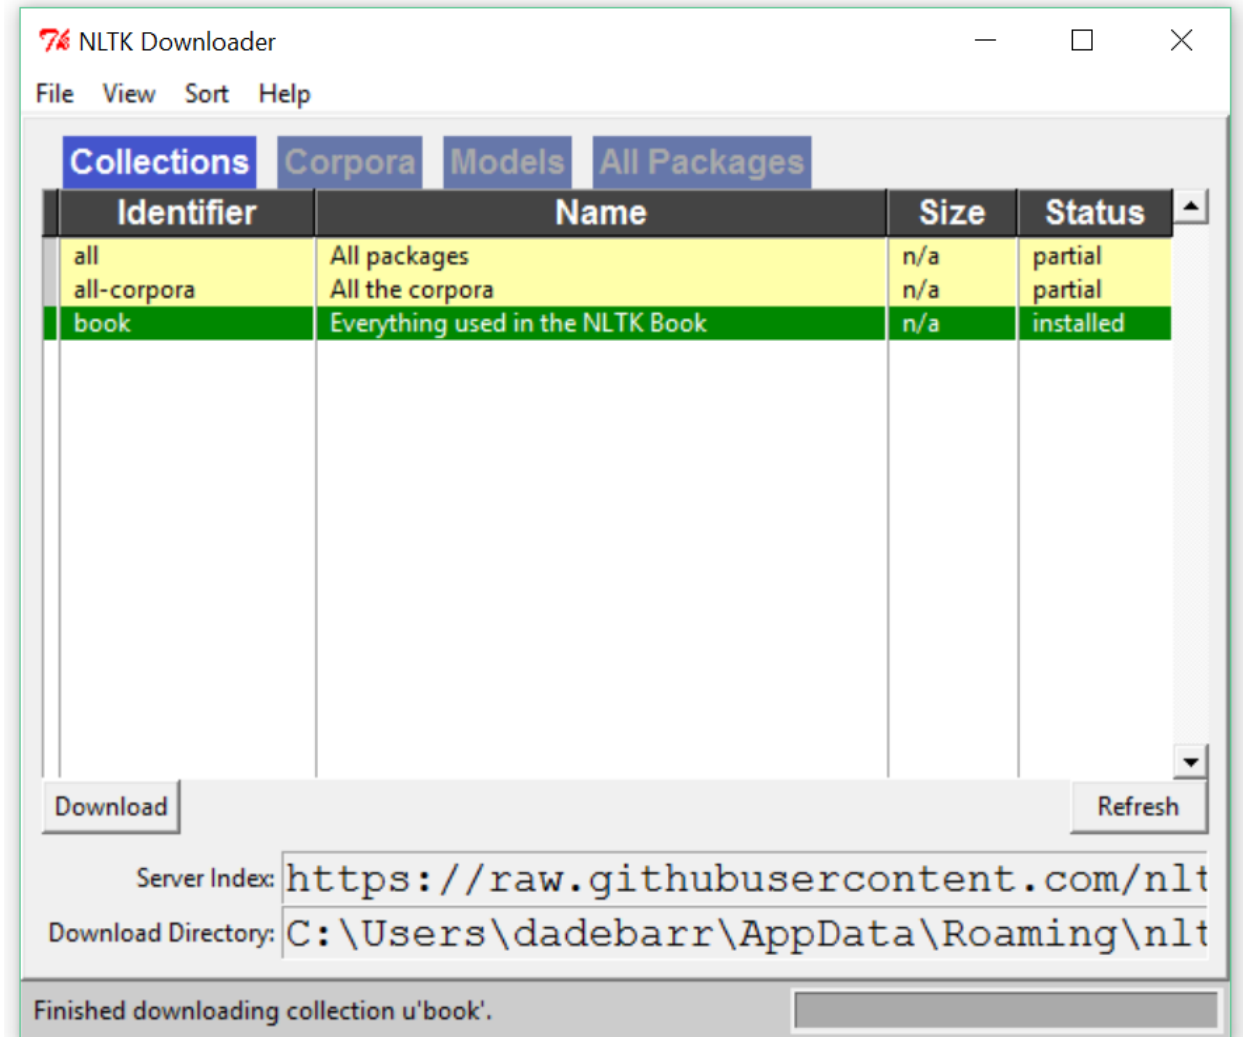 NLTK Downloader
File View Sort Help
Collections Corpora Models All Packages
Identifier Name Size Status
all All packages n/a partial
all-corpora All the corpora n/a partial
book Everything used in the NLTK Book n/a installed
Download Refresh
Server Index: https://raw.githubusercontent.com/nlt
Download Directory: C:\Users\dadebarr\AppData\Roaming\nlt
Finished downloading collection u'book'.